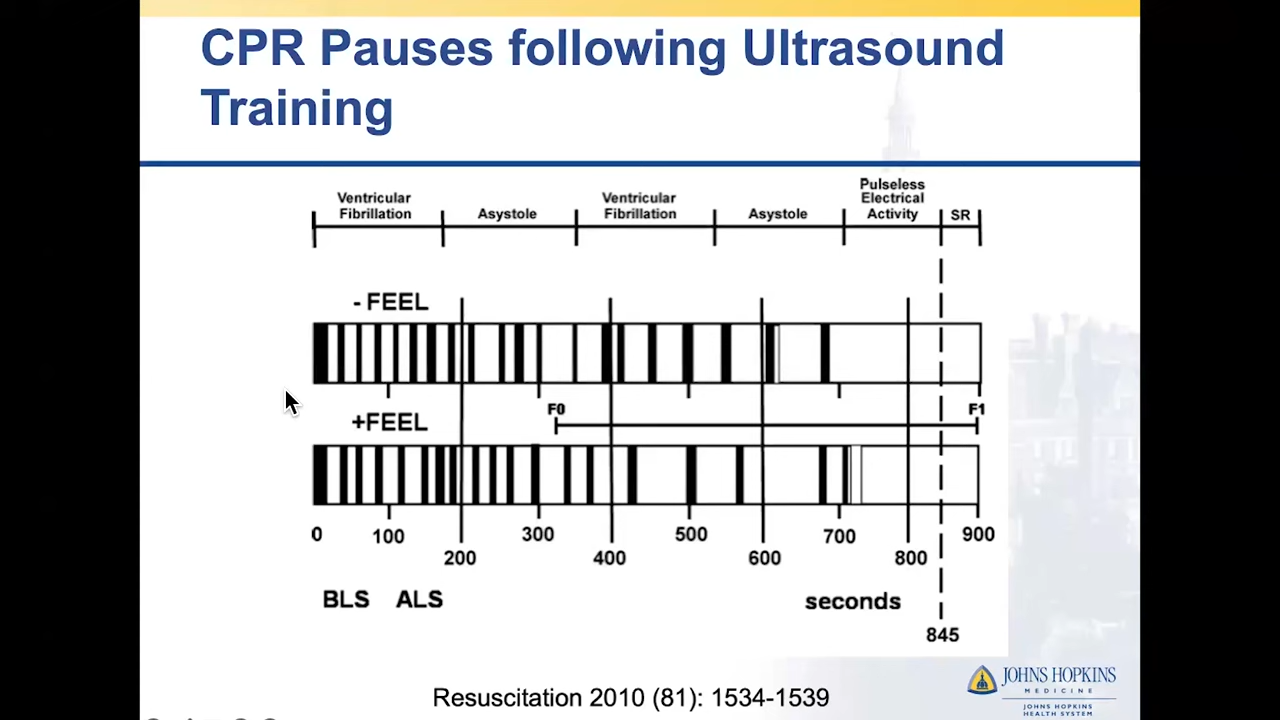 CPR Pauses following Ultrasound
Training
Ventricular
Fibrillation
Asystole
Ventricular
Fibrillation
Asystole
Pulseless
Electrical
Activity
SR
- FEEL
F0
F1
+FEEL
0
100
200
300
400
500
600
700
800
900
BLS
ALS
seconds
845
Resuscitation 2010 (81): 1534-1539
JOHNS HOPKINS
MEDICINE
JOHNS HOPKINS
HEALTH SYSTEM